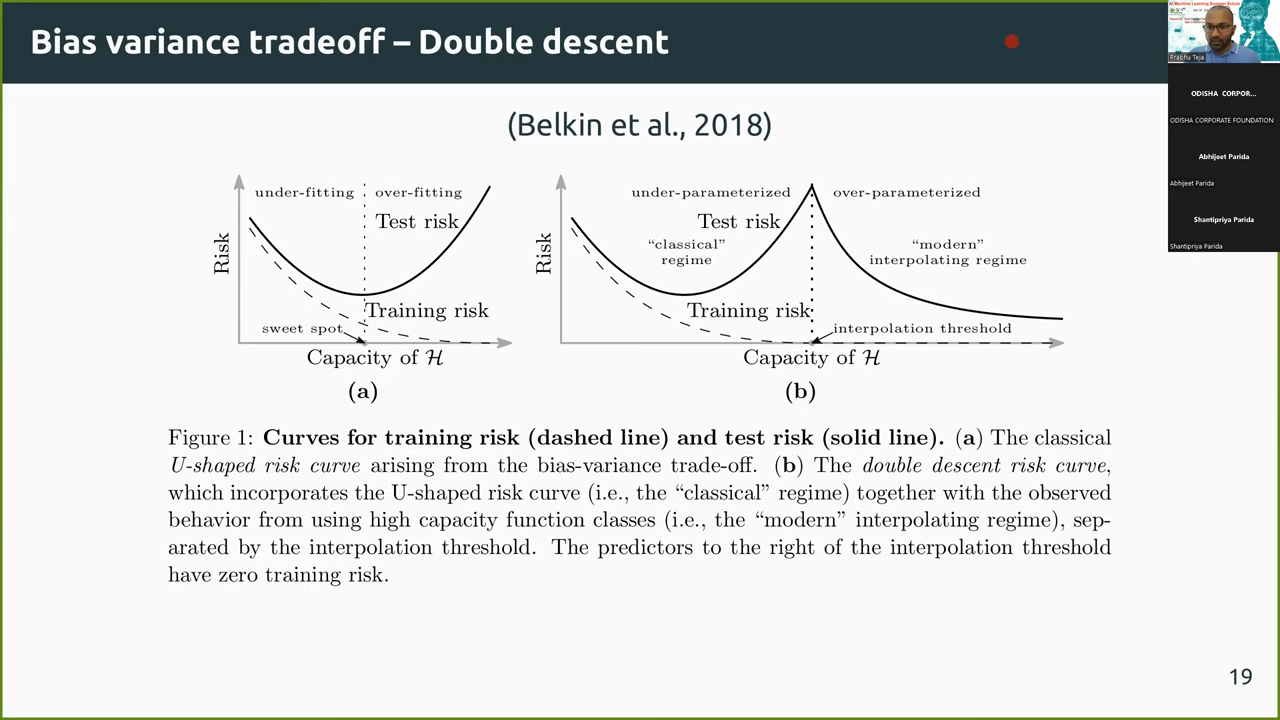 Bias variance tradeoff – Double descent
(Belkin et al., 2018)
under-fitting
over-fitting
Test risk
Risk
Training risk
sweet spot
Capacity of ℋ
(a)
under-parameterized
over-parameterized
Test risk
“classical”
regime
“modern”
interpolating regime
Risk
Training risk
interpolation threshold
Capacity of ℋ
(b)
Figure 1: Curves for training risk (dashed line) and test risk (solid line). (a) The classical
U-shaped risk curve arising from the bias-variance trade-off. (b) The double descent risk curve,
which incorporates the U-shaped risk curve (i.e., the “classical” regime) together with the observed
behavior from using high capacity function classes (i.e., the “modern” interpolating regime), sep-
arated by the interpolation threshold. The predictors to the right of the interpolation threshold
have zero training risk.
19
Prabhu Teja
ODISHA CORPOR...
ODISHA CORPORATE FOUNDATION
Abhijeet Parida
Abhijeet Parida
Shantipriya Parida
Shantipriya Parida